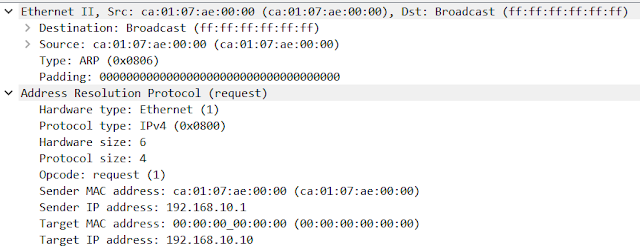 Ethernet II, Src: ca:01:07:ae:00:00 (ca:01:07:ae:00:00), Dst: Broadcast (ff:ff:ff:ff:ff:ff)
Destination: Broadcast (ff:ff:ff:ff:ff:ff)
Source: ca:01:07:ae:00:00 (ca:01:07:ae:00:00)
Type: ARP (0x0806)
Padding: 000000000000000000000000000000000000
Address Resolution Protocol (request)
Hardware type: Ethernet (1)
Protocol type: IPv4 (0x0800)
Hardware size: 6
Protocol size: 4
Opcode: request (1)
Sender MAC address: ca:01:07:ae:00:00 (ca:01:07:ae:00:00)
Sender IP address: 192.168.10.1
Target MAC address: 00:00:00_00:00:00 (00:00:00:00:00:00)
Target IP address: 192.168.10.10